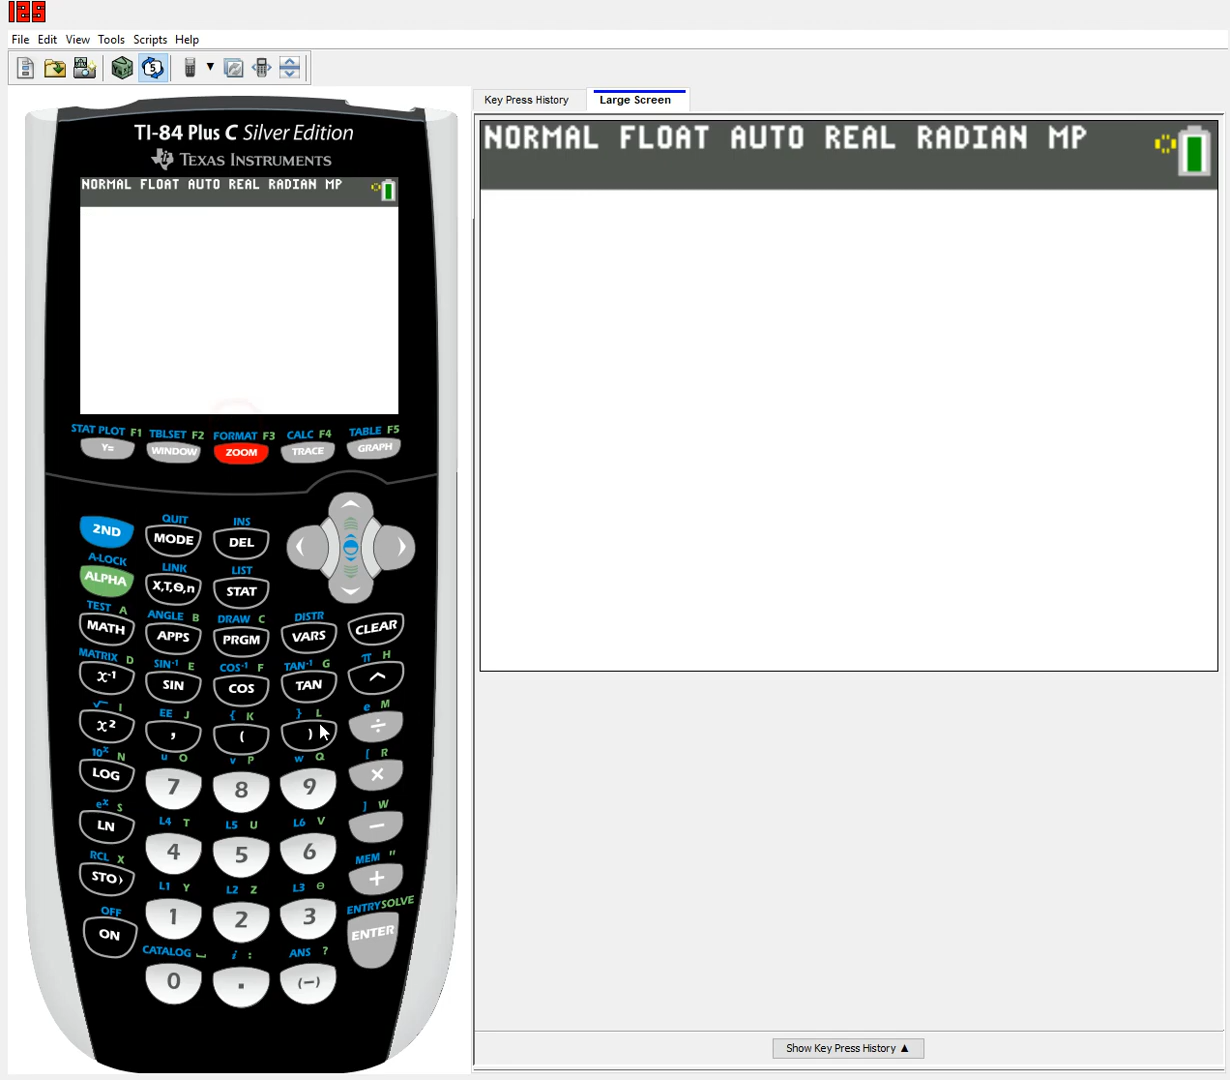 125
File Edit View Tools Scripts Help
Key Press History
Large Screen
NORMAL FLOAT AUTO REAL RADIAN MP
TI-84 Plus C Silver Edition
TEXAS INSTRUMENTS
NORMAL FLOAT AUTO REAL RADIAN MP
STAT PLOT F1 TBLSET F2 FORMAT F3 CALC F4 TABLE F5
Y= WINDOW ZOOM TRACE GRAPH
QUIT INS
2ND MODE DEL
A-LOCK LINK LIST
ALPHA X,T,Θ,n STAT
TEST A ANGLE B DRAW C DISTR
MATH APPS PRGM VARS CLEAR
MATRIX D SIN⁻¹ E COS⁻¹ F TAN⁻¹ G π H
x⁻¹ SIN COS TAN ^
√ I EE J { K } L e M
x² , ( ) ÷
10ˣ N u O v P w Q [ R
LOG 7 8 9 ×
eˣ S L4 T L5 U L6 V ] W
LN 4 5 6 −
RCL X L1 Y L2 Z L3 θ MEM "
STO› 1 2 3 +
OFF CATALOG ⎵ i : ANS ? ENTRY SOLVE
ON 0 . (−) ENTER
Show Key Press History ▲